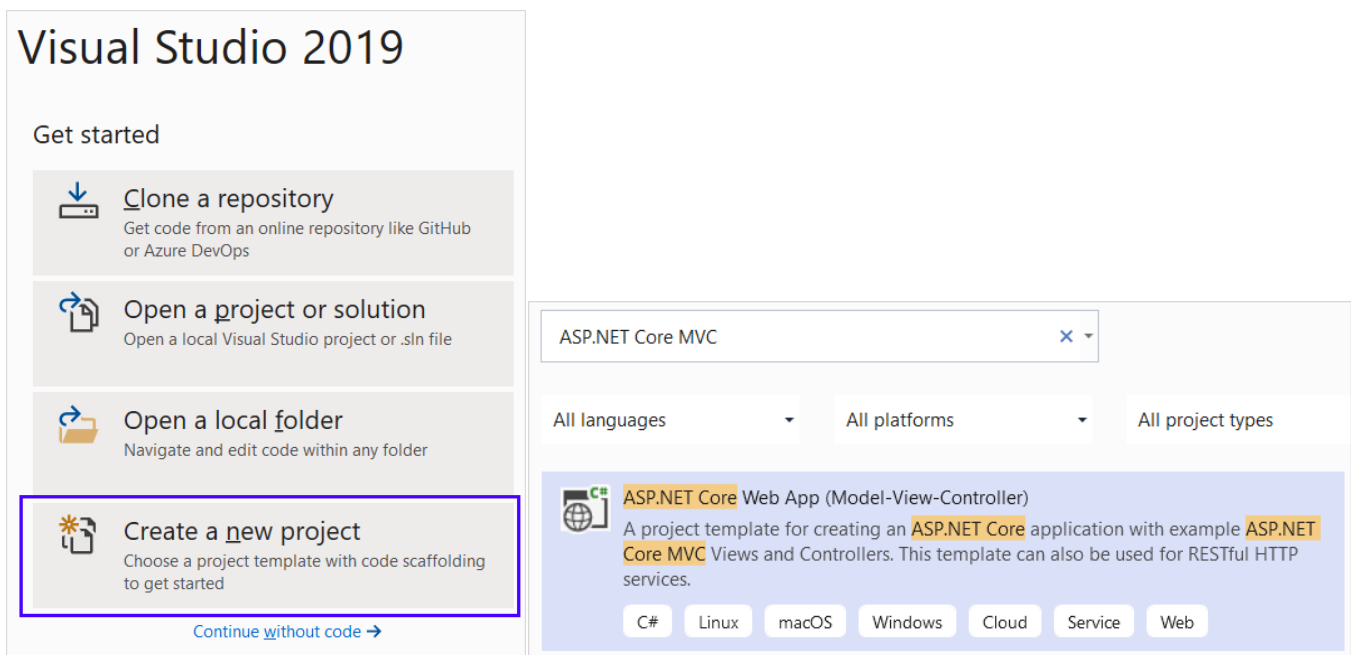 Visual Studio 2019
Get started
Clone a repository
Get code from an online repository like GitHub
or Azure DevOps
Open a project or solution
Open a local Visual Studio project or .sln file
Open a local folder
Navigate and edit code within any folder
Create a new project
Choose a project template with code scaffolding
to get started
Continue without code →
ASP.NET Core MVC
All languages
All platforms
All project types
C#
ASP.NET Core Web App (Model-View-Controller)
A project template for creating an ASP.NET Core application with example ASP.NET
Core MVC Views and Controllers. This template can also be used for RESTful HTTP
services.
C#
Linux
macOS
Windows
Cloud
Service
Web